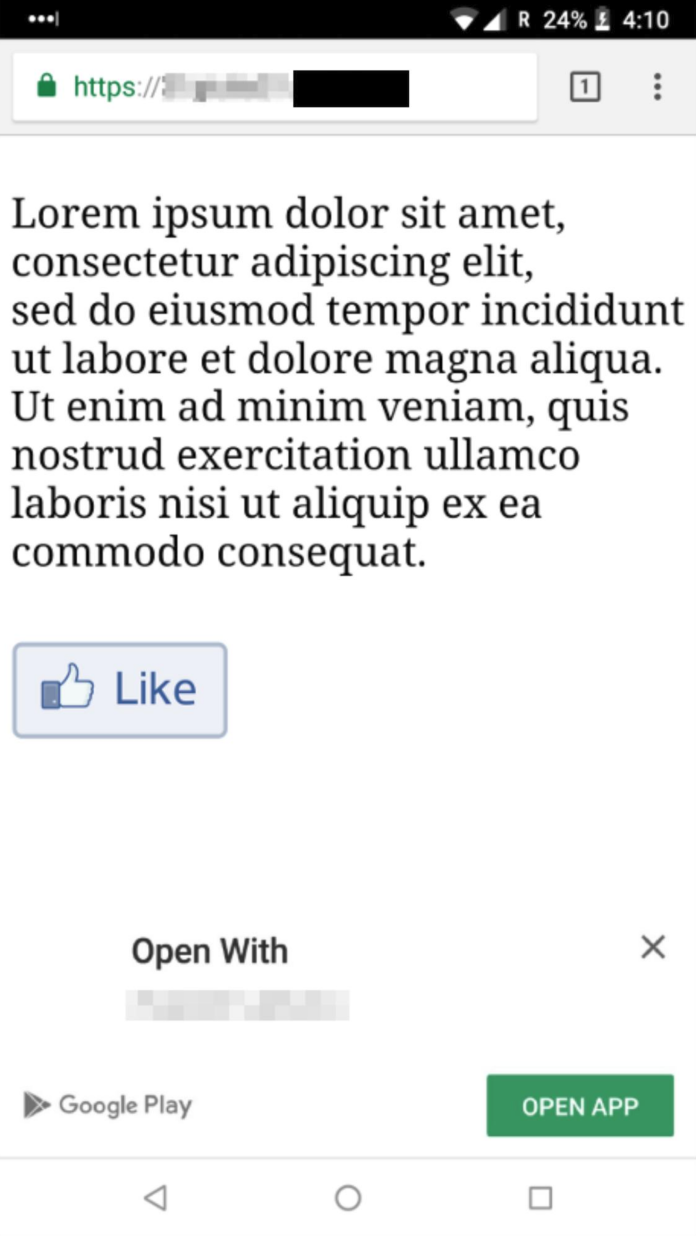 R 24% 4:10
https://
1
Lorem ipsum dolor sit amet,
consectetur adipiscing elit,
sed do eiusmod tempor incididunt
ut labore et dolore magna aliqua.
Ut enim ad minim veniam, quis
nostrud exercitation ullamco
laboris nisi ut aliquip ex ea
commodo consequat.
Like
Open With
Google Play
OPEN APP